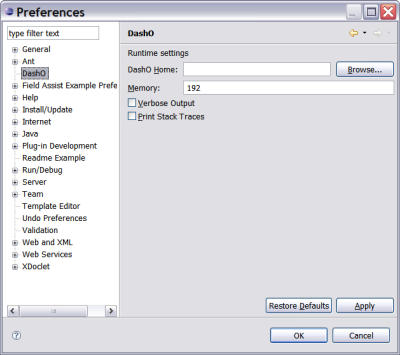 Preferences
type filter text
General
Ant
DashO
Field Assist Example Prefe
Help
Install/Update
Internet
Java
Plug-in Development
Readme Example
Run/Debug
Server
Team
Template Editor
Undo Preferences
Validation
Web and XML
Web Services
XDoclet
DashO
Runtime settings
DashO Home:
Browse...
Memory: 192
Verbose Output
Print Stack Traces
Restore Defaults
Apply
OK
Cancel